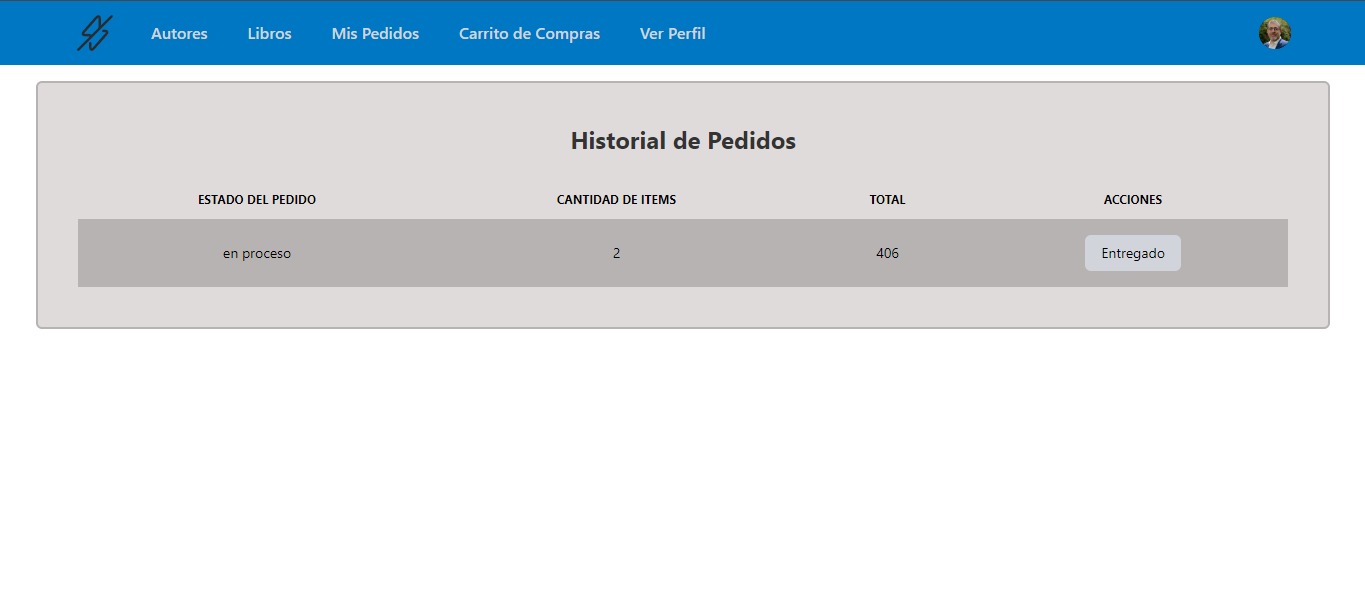 Autores Libros Mis Pedidos Carrito de Compras Ver Perfil
Historial de Pedidos
ESTADO DEL PEDIDO CANTIDAD DE ITEMS TOTAL ACCIONES
en proceso 2 406 Entregado